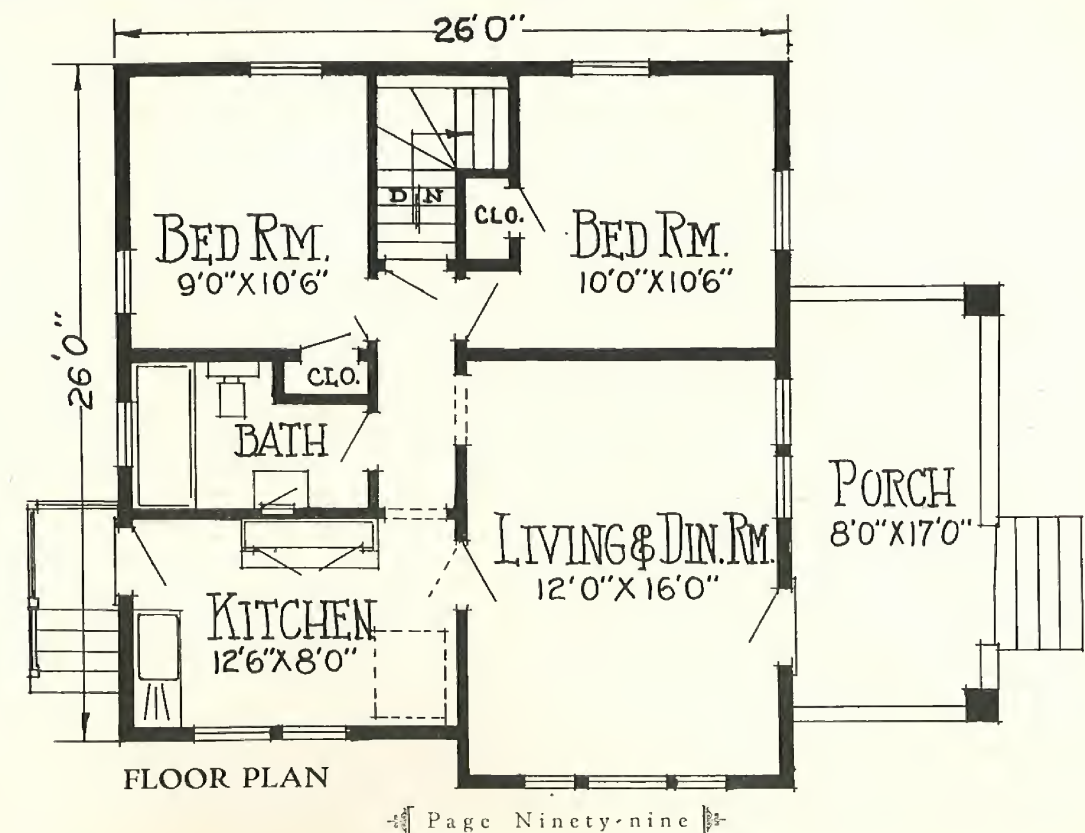 26'0"
26'0"
BED RM.
9'0"X10'6"
DN
CLO.
BED RM.
10'0"X10'6"
CLO.
BATH
PORCH
8'0"X17'0"
LIVING & DIN. RM.
12'0"X16'0"
KITCHEN
12'6"X8'0"
FLOOR PLAN
Page Ninety-nine